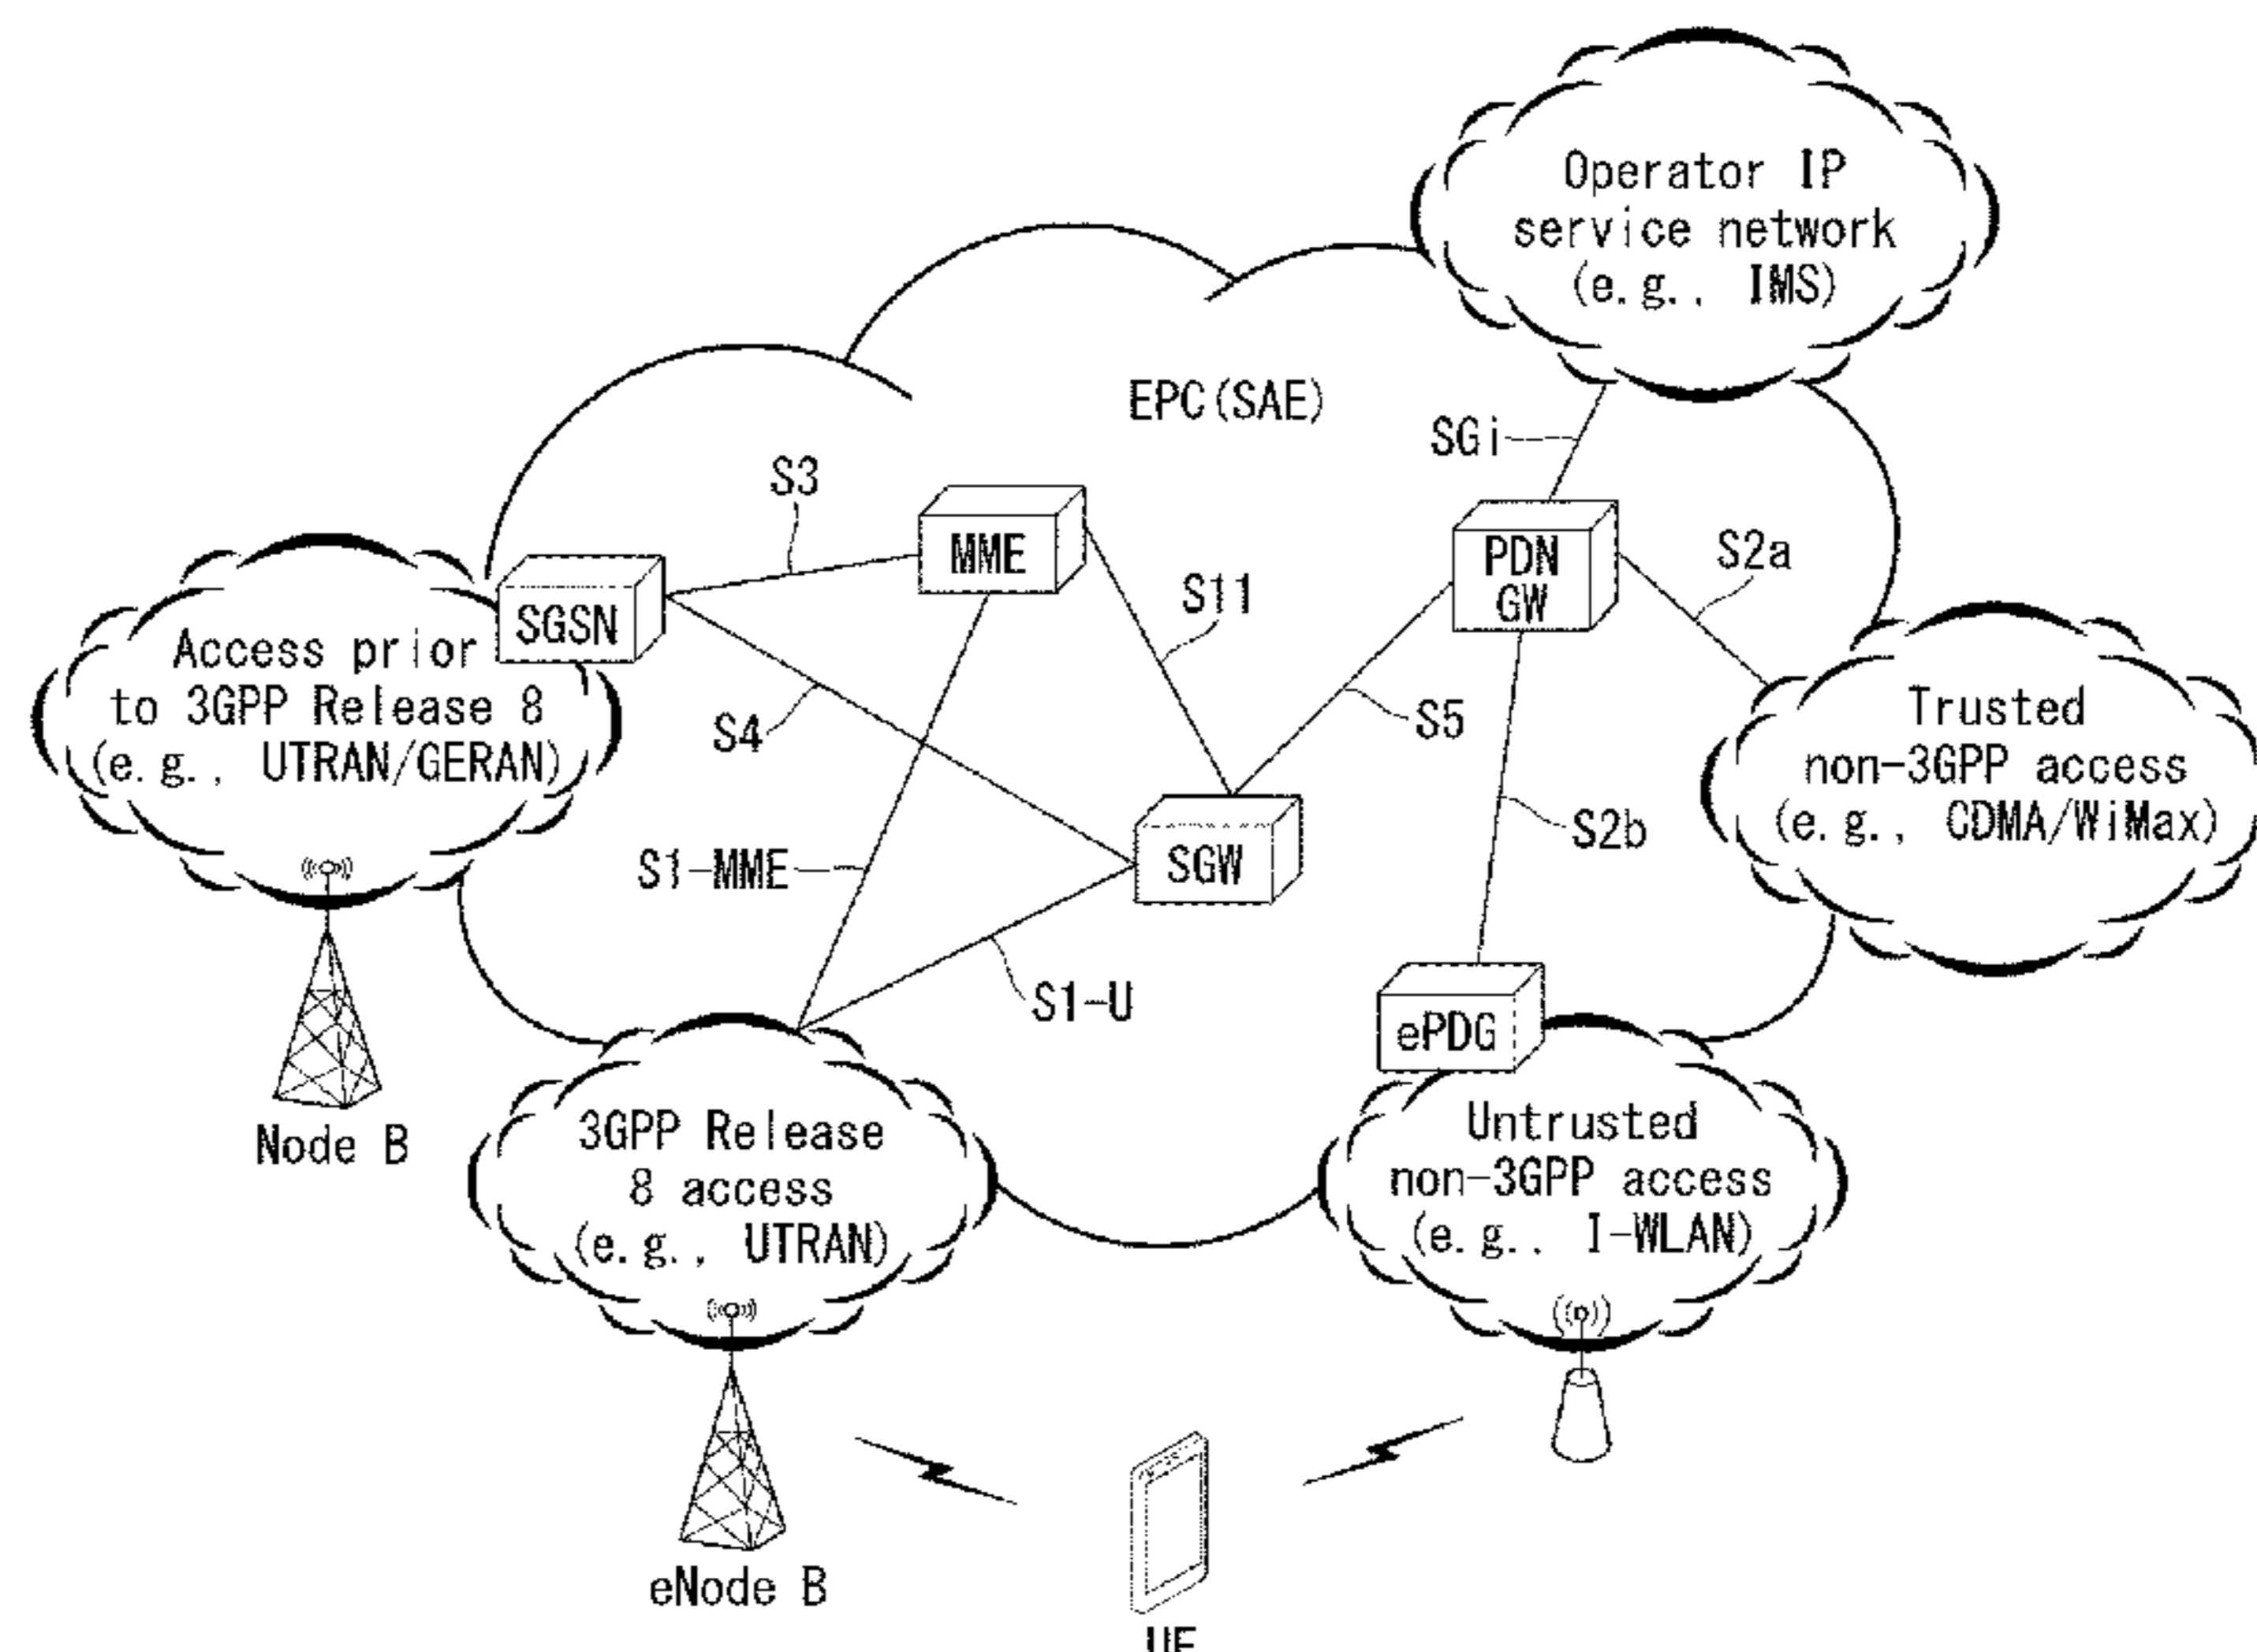 Operator IP
service network
(e.g., IMS)
EPC(SAE)
SGi
S3
MME
PDN
GW
S2a
S11
SGSN
Access prior
to 3GPP Release 8
(e.g., UTRAN/GERAN)
S4
S5
Trusted
non-3GPP access
(e.g., CDMA/WiMax)
S2b
S1-MME
SGW
S1-U
ePDG
Node B
3GPP Release
8 access
(e.g., UTRAN)
Untrusted
non-3GPP access
(e.g., I-WLAN)
eNode B
UE